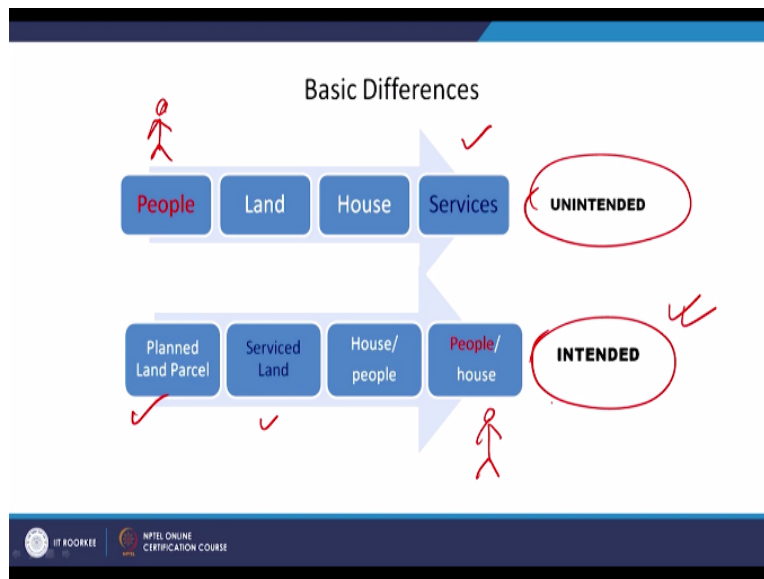 Basic Differences
People
Land
House
Services
UNINTENDED
Planned
Land Parcel
Serviced
Land
House/
people
People/
house
INTENDED
IIT ROORKEE
NPTEL ONLINE
CERTIFICATION COURSE
NPTEL